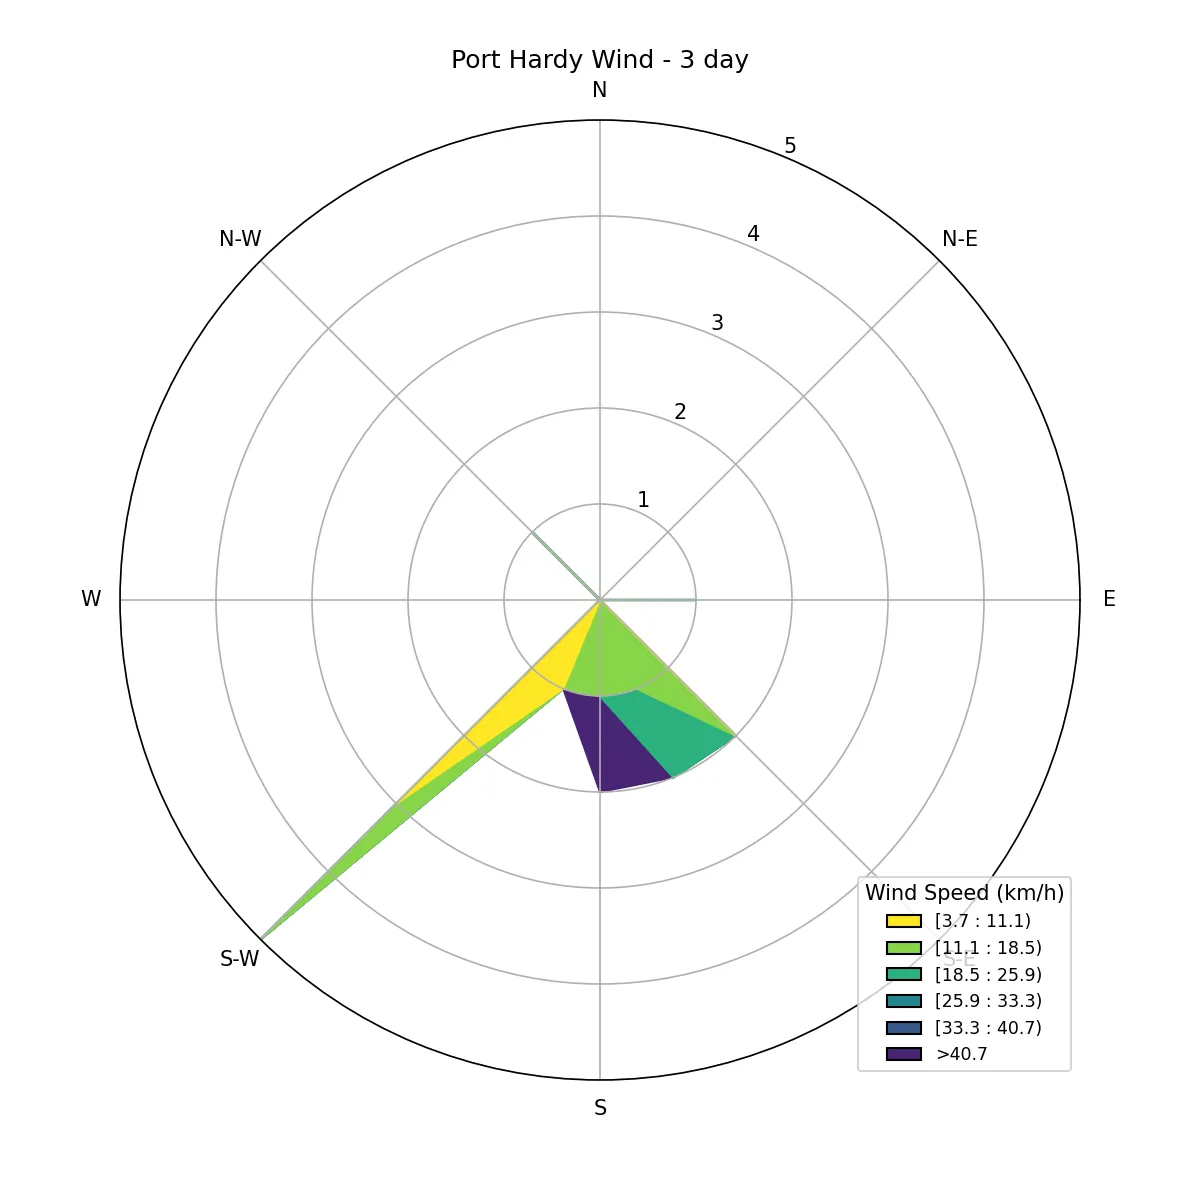 Port Hardy Wind - 3 day
N
5
N-W
N-E
4
3
2
1
W
E
Wind Speed (km/h)
[3.7 : 11.1)
[11.1 : 18.5)
S-W
S-E
[18.5 : 25.9)
[25.9 : 33.3)
[33.3 : 40.7)
>40.7
S